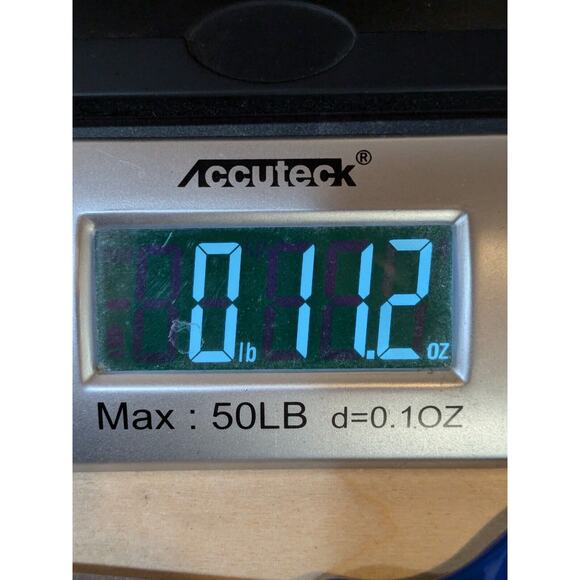 Accuteck®
0 lb 11.2 oz
Max : 50LB d=0.1OZ